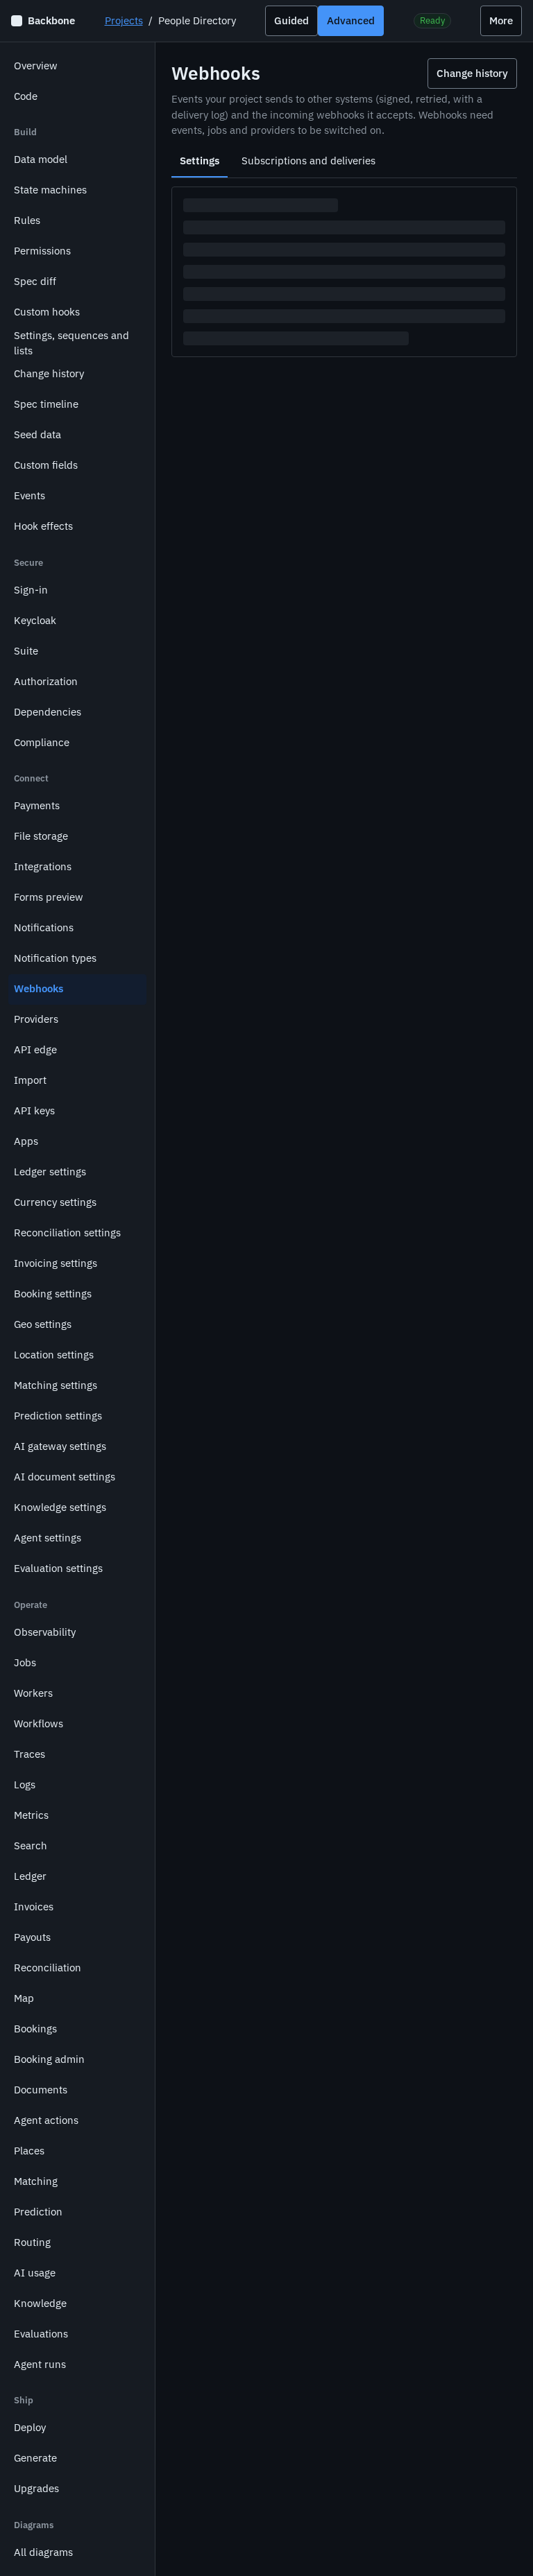 Backbone
Projects / People Directory
Guided
Advanced
Ready
More
Overview
Code
Build
Data model
State machines
Rules
Permissions
Spec diff
Custom hooks
Settings, sequences and
lists
Change history
Spec timeline
Seed data
Custom fields
Events
Hook effects
Secure
Sign-in
Keycloak
Suite
Authorization
Dependencies
Compliance
Connect
Payments
File storage
Integrations
Forms preview
Notifications
Notification types
Webhooks
Providers
API edge
Import
API keys
Apps
Ledger settings
Currency settings
Reconciliation settings
Invoicing settings
Booking settings
Geo settings
Location settings
Matching settings
Prediction settings
AI gateway settings
AI document settings
Knowledge settings
Agent settings
Evaluation settings
Operate
Observability
Jobs
Workers
Workflows
Traces
Logs
Metrics
Search
Ledger
Invoices
Payouts
Reconciliation
Map
Bookings
Booking admin
Documents
Agent actions
Places
Matching
Prediction
Routing
AI usage
Knowledge
Evaluations
Agent runs
Ship
Deploy
Generate
Upgrades
Diagrams
All diagrams
Webhooks
Change history
Events your project sends to other systems (signed, retried, with a
delivery log) and the incoming webhooks it accepts. Webhooks need
events, jobs and providers to be switched on.
Settings
Subscriptions and deliveries